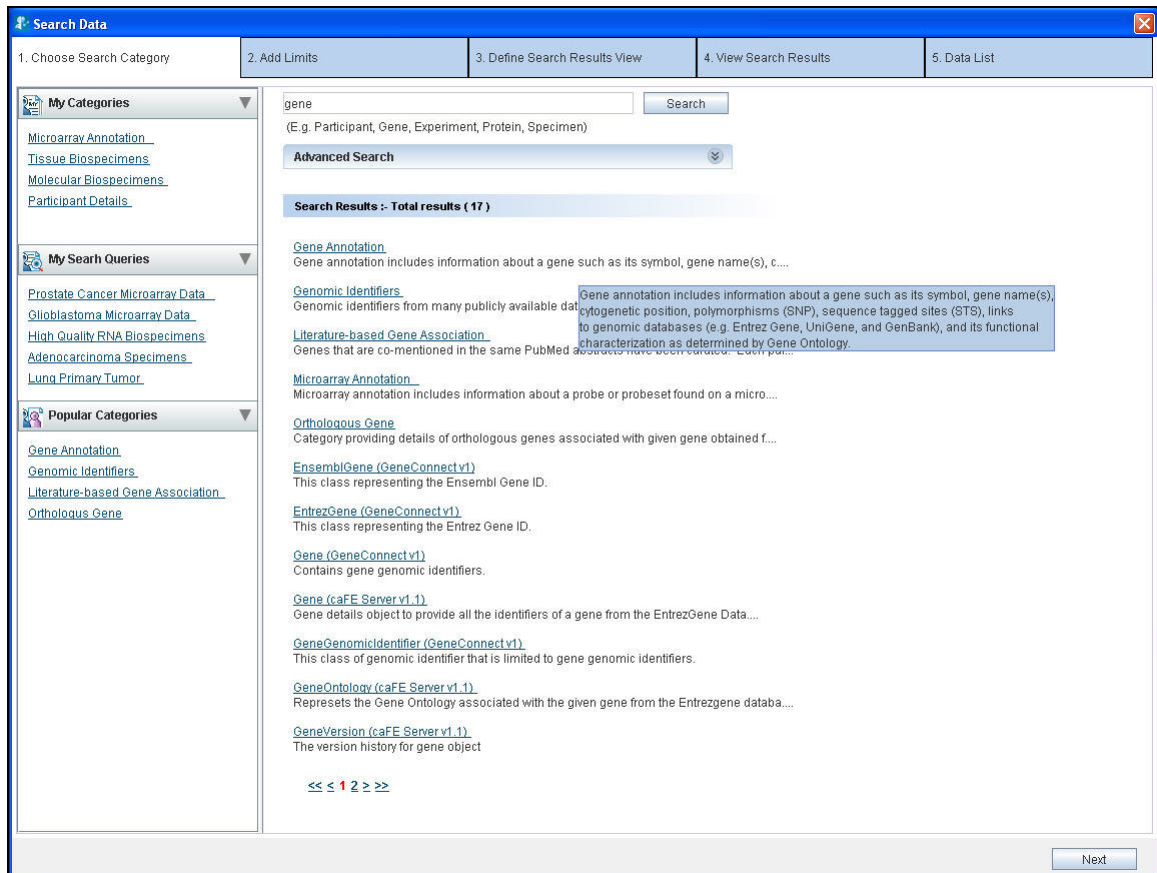 Search Data
1. Choose Search Category
2. Add Limits
3. Define Search Results View
4. View Search Results
5. Data List
My Categories
Microarray Annotation
Tissue Biospecimens
Molecular Biospecimens
Participant Details
My Searh Queries
Prostate Cancer Microarray Data
Glioblastoma Microarray Data
High Quality RNA Biospecimens
Adenocarcinoma Specimens
Lung Primary Tumor
Popular Categories
Gene Annotation
Genomic Identifiers
Literature-based Gene Association
Orthologus Gene
gene
Search
(E.g. Participant, Gene, Experiment, Protein, Specimen)
Advanced Search
Search Results :- Total results ( 17 )
Gene Annotation
Gene annotation includes information about a gene such as its symbol, gene name(s), c....
Genomic Identifiers
Genomic identifiers from many publicly available dat
Gene annotation includes information about a gene such as its symbol, gene name(s),
cytogenetic position, polymorphisms (SNP), sequence tagged sites (STS), links
to genomic databases (e.g. Entrez Gene, UniGene, and GenBank), and its functional
characterization as determined by Gene Ontology.
Literature-based Gene Association
Genes that are co-mentioned in the same PubMed
Microarray Annotation
Microarray annotation includes information about a probe or probeset found on a micro....
Orthologous Gene
Category providing details of orthologous genes associated with given gene obtained f....
EnsemblGene (GeneConnect v1)
This class representing the Ensembl Gene ID.
EntrezGene (GeneConnect v1)
This class representing the Entrez Gene ID.
Gene (GeneConnect v1)
Contains gene genomic identifiers.
Gene (caFE Server v1.1)
Gene details object to provide all the identifiers of a gene from the EntrezGene Data....
GeneGenomicIdentifier (GeneConnect v1)
This class of genomic identifier that is limited to gene genomic identifiers.
GeneOntology (caFE Server v1.1)
Represets the Gene Ontology associated with the given gene from the Entrezgene databa....
GeneVersion (caFE Server v1.1)
The version history for gene object
<< < 1 2 > >>
Next